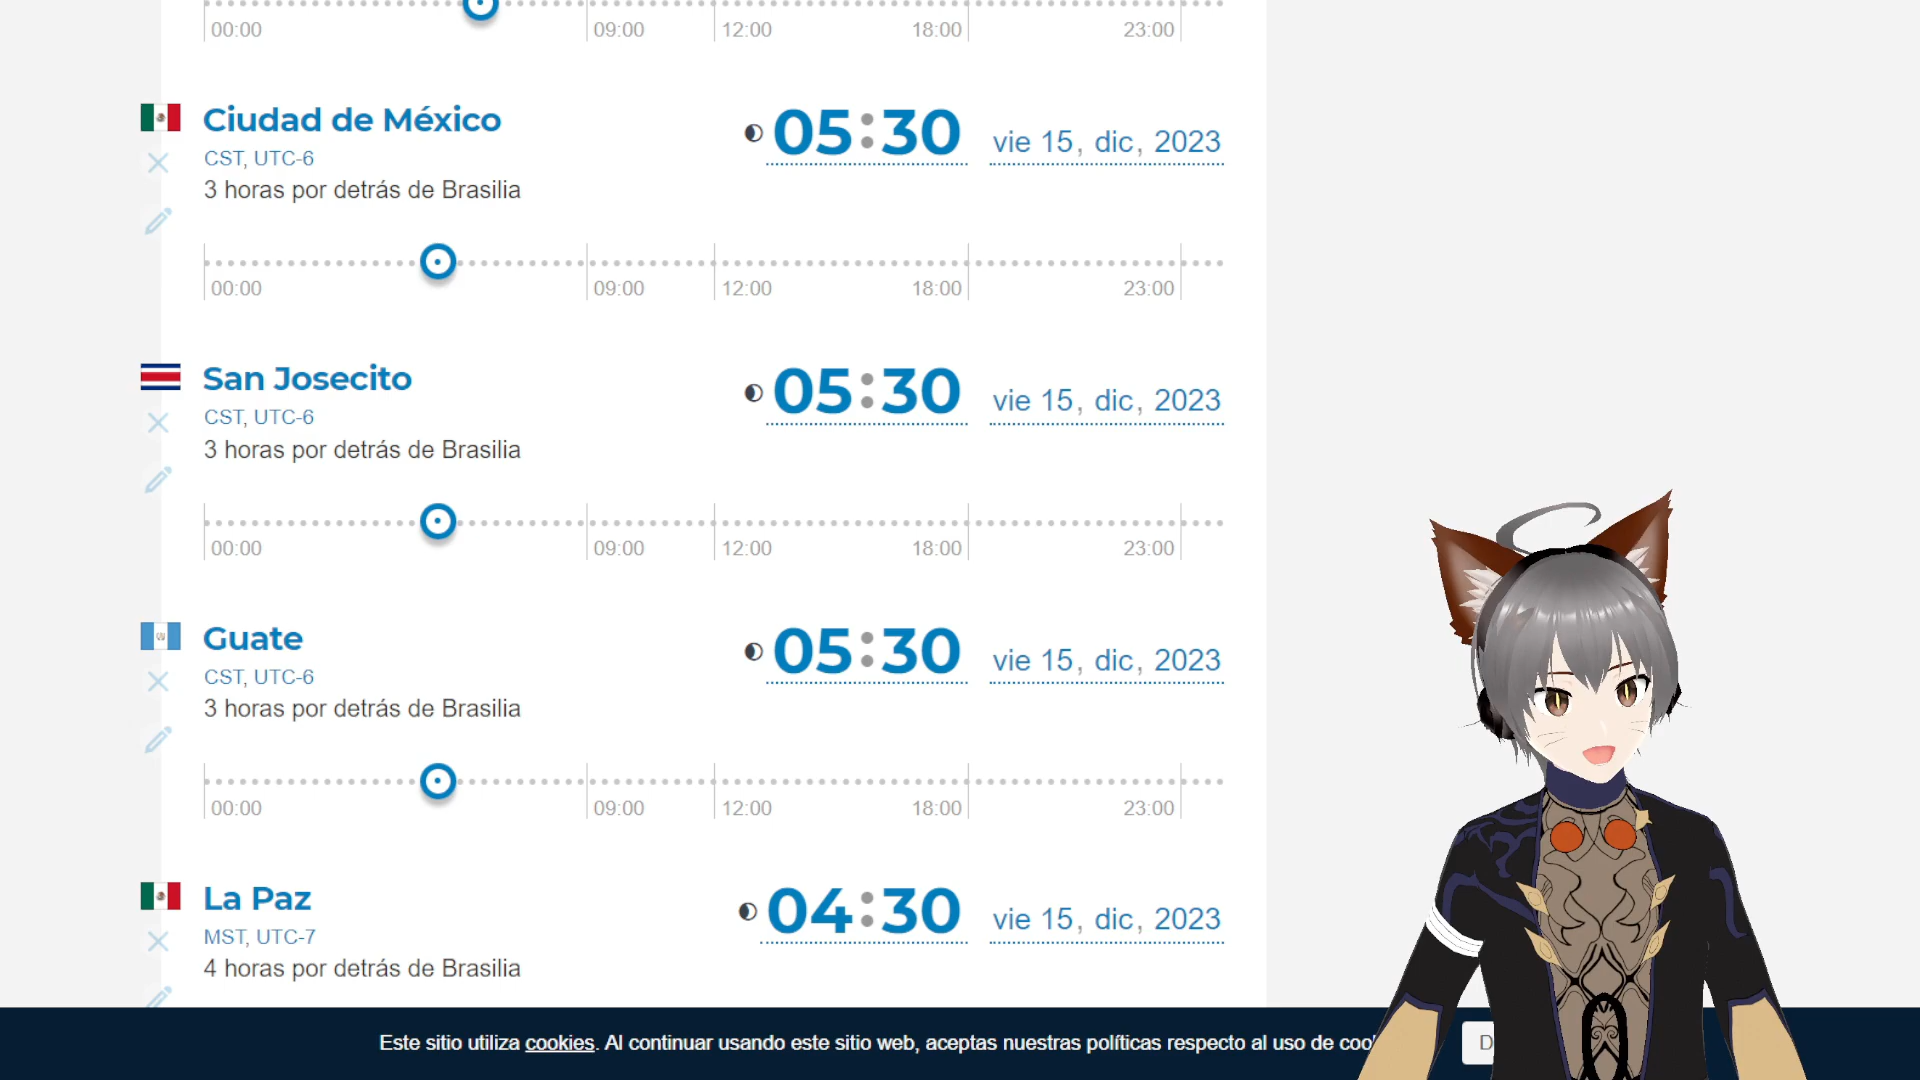 00:00 09:00 12:00 18:00 23:00
Ciudad de México 05:30 vie 15, dic, 2023
CST, UTC-6
3 horas por detrás de Brasilia
00:00 09:00 12:00 18:00 23:00
San Josecito 05:30 vie 15, dic, 2023
CST, UTC-6
3 horas por detrás de Brasilia
00:00 09:00 12:00 18:00 23:00
Guate 05:30 vie 15, dic, 2023
CST, UTC-6
3 horas por detrás de Brasilia
00:00 09:00 12:00 18:00 23:00
La Paz 04:30 vie 15, dic, 2023
MST, UTC-7
4 horas por detrás de Brasilia
Este sitio utiliza cookies. Al continuar usando este sitio web, aceptas nuestras políticas respecto al uso de